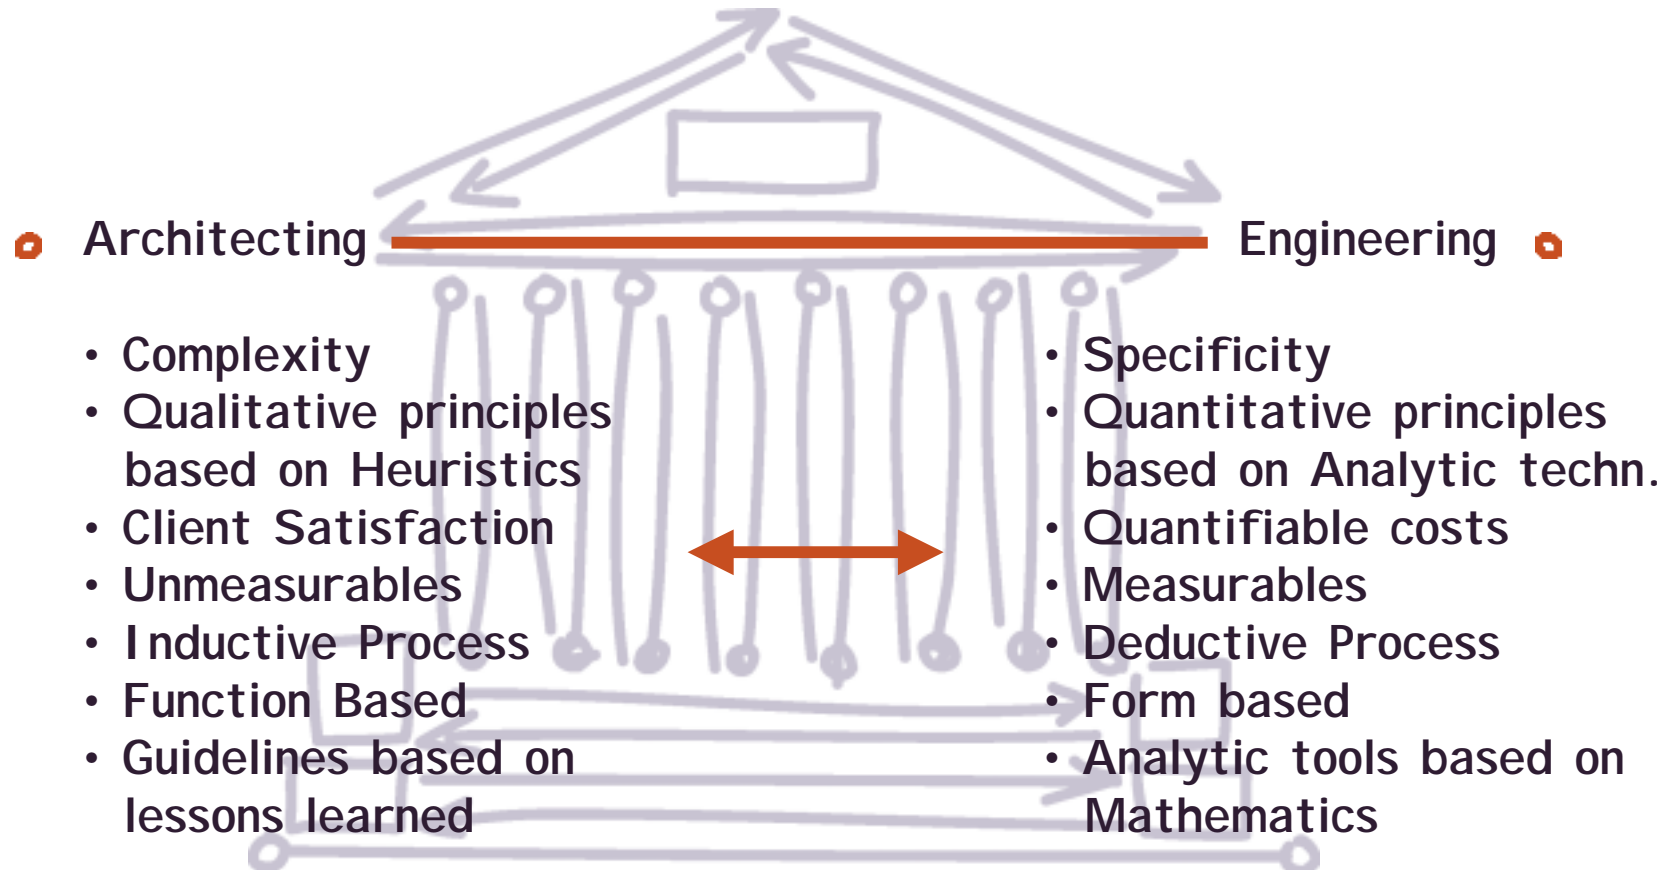 Architecting
Engineering
• Complexity
• Qualitative principles
based on Heuristics
• Client Satisfaction
• Unmeasurables
• Inductive Process
• Function Based
• Guidelines based on
lessons learned
• Specificity
• Quantitative principles
based on Analytic techn.
• Quantifiable costs
• Measurables
• Deductive Process
• Form based
• Analytic tools based on
Mathematics